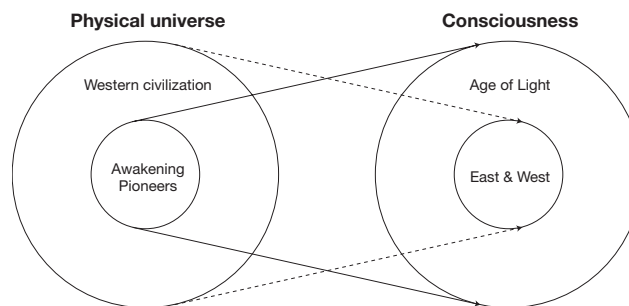 Physical universe
Consciousness
Western civilization
Age of Light
Awakening
Pioneers
East & West